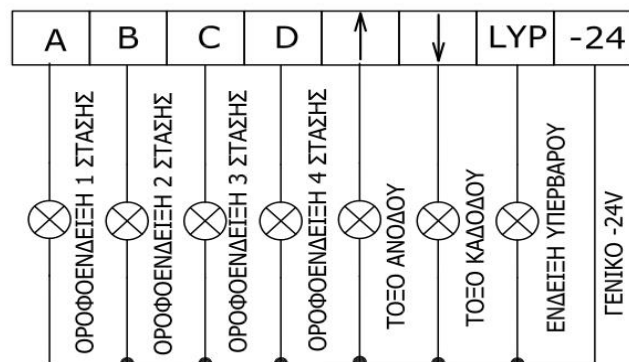 A B C D ↑ ↓ LYP -24
ΟΡΟΦΟΕΝΔΕΙΞΗ 1 ΣΤΑΣΗΣ
ΟΡΟΦΟΕΝΔΕΙΞΗ 2 ΣΤΑΣΗΣ
ΟΡΟΦΟΕΝΔΕΙΞΗ 3 ΣΤΑΣΗΣ
ΟΡΟΦΟΕΝΔΕΙΞΗ 4 ΣΤΑΣΗΣ
ΤΟΞΟ ΑΝΟΔΟΥ
ΤΟΞΟ ΚΑΔΟΔΟΥ
ΕΝΔΕΙΞΗ ΥΠΕΡΒΑΡΟΥ
ΓΕΝΙΚΟ -24V